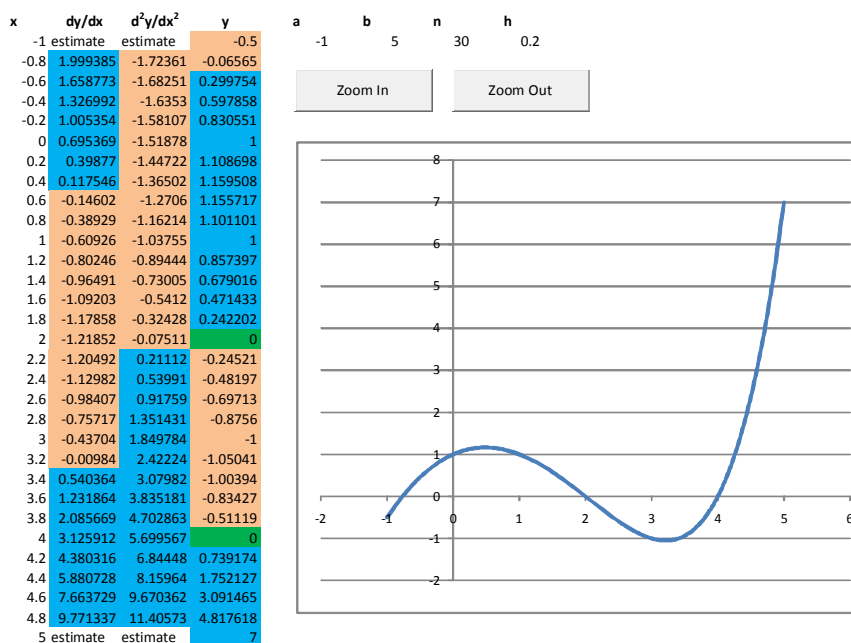 x dy/dx d²y/dx² y a b n h
-1 estimate estimate -0.5 -1 5 30 0.2
-0.8 1.999385 -1.72361 -0.06565
-0.6 1.658773 -1.68251 0.299754
-0.4 1.326992 -1.6353 0.597858
-0.2 1.005354 -1.58107 0.830551
0 0.695369 -1.51878 1
0.2 0.39877 -1.44722 1.108698
0.4 0.117546 -1.36502 1.159508
0.6 -0.14602 -1.2706 1.155717
0.8 -0.38929 -1.16214 1.101101
1 -0.60926 -1.03755 1
1.2 -0.80246 -0.89444 0.857397
1.4 -0.96491 -0.73005 0.679016
1.6 -1.09203 -0.5412 0.471433
1.8 -1.17858 -0.32428 0.242202
2 -1.21852 -0.07511 0
2.2 -1.20492 0.21112 -0.24521
2.4 -1.12982 0.53991 -0.48197
2.6 -0.98407 0.91759 -0.69713
2.8 -0.75717 1.351431 -0.8756
3 -0.43704 1.849784 -1
3.2 -0.00984 2.42224 -1.05041
3.4 0.540364 3.07982 -1.00394
3.6 1.231864 3.835181 -0.83427
3.8 2.085669 4.702863 -0.51119
4 3.125912 5.699567 0
4.2 4.380316 6.84448 0.739174
4.4 5.880728 8.15964 1.752127
4.6 7.663729 9.670362 3.091465
4.8 9.771337 11.40573 4.817618
5 estimate estimate 7
Zoom In Zoom Out
8
7
6
5
4
3
2
1
0
-1
-2
-2 -1 0 1 2 3 4 5 6